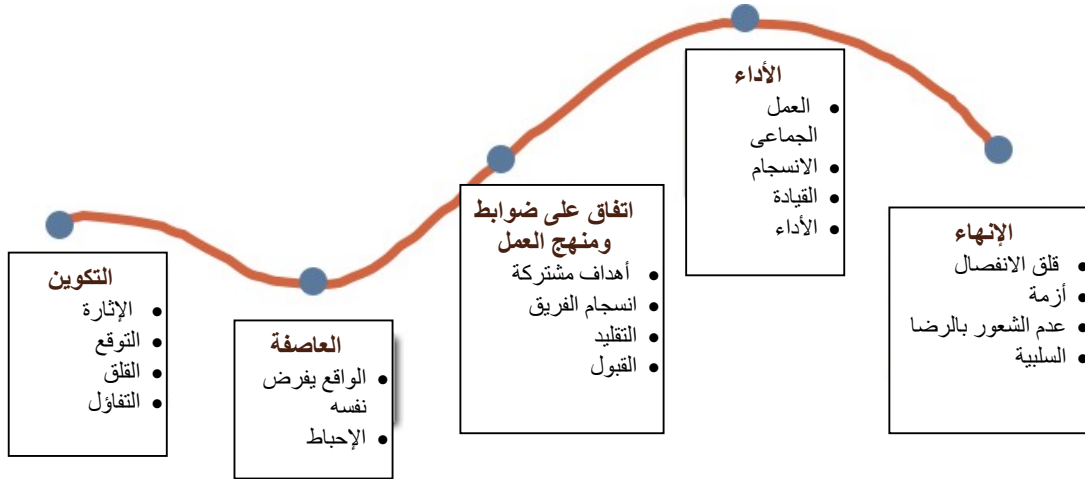 التكوين
الإثارة
التوقع
القلق
التفاؤل
العاصفة
الواقع يفرض
نفسه
الإحباط
اتفاق على ضوابط
ومنهج العمل
أهداف مشتركة
انسجام الفريق
التقليد
القبول
الأداء
العمل
الجماعى
الانسجام
القيادة
الأداء
الإنهاء
قلق الانفصال
أزمة
عدم الشعور بالرضا
السلبية